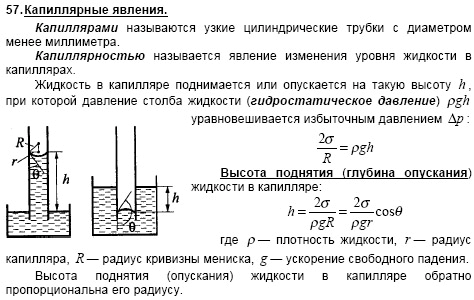 57.Капиллярные явления.
Капиллярами называются узкие цилиндрические трубки с диаметром
менее миллиметра.
Капиллярностью называется явление изменения уровня жидкости в
капиллярах.
Жидкость в капилляре поднимается или опускается на такую высоту h,
при которой давление столба жидкости (гидростатическое давление) ρgh
уравновешивается избыточным давлением Δp:
2σ/R = ρgh
Высота поднятия (глубина опускания)
жидкости в капилляре:
h = 2σ/ρgR = 2σ/ρgr cosθ
где ρ — плотность жидкости, r — радиус
капилляра, R — радиус кривизны мениска, g — ускорение свободного падения.
Высота поднятия (опускания) жидкости в капилляре обратно
пропорциональна его радиусу.
R
r
θ
h
h
θ